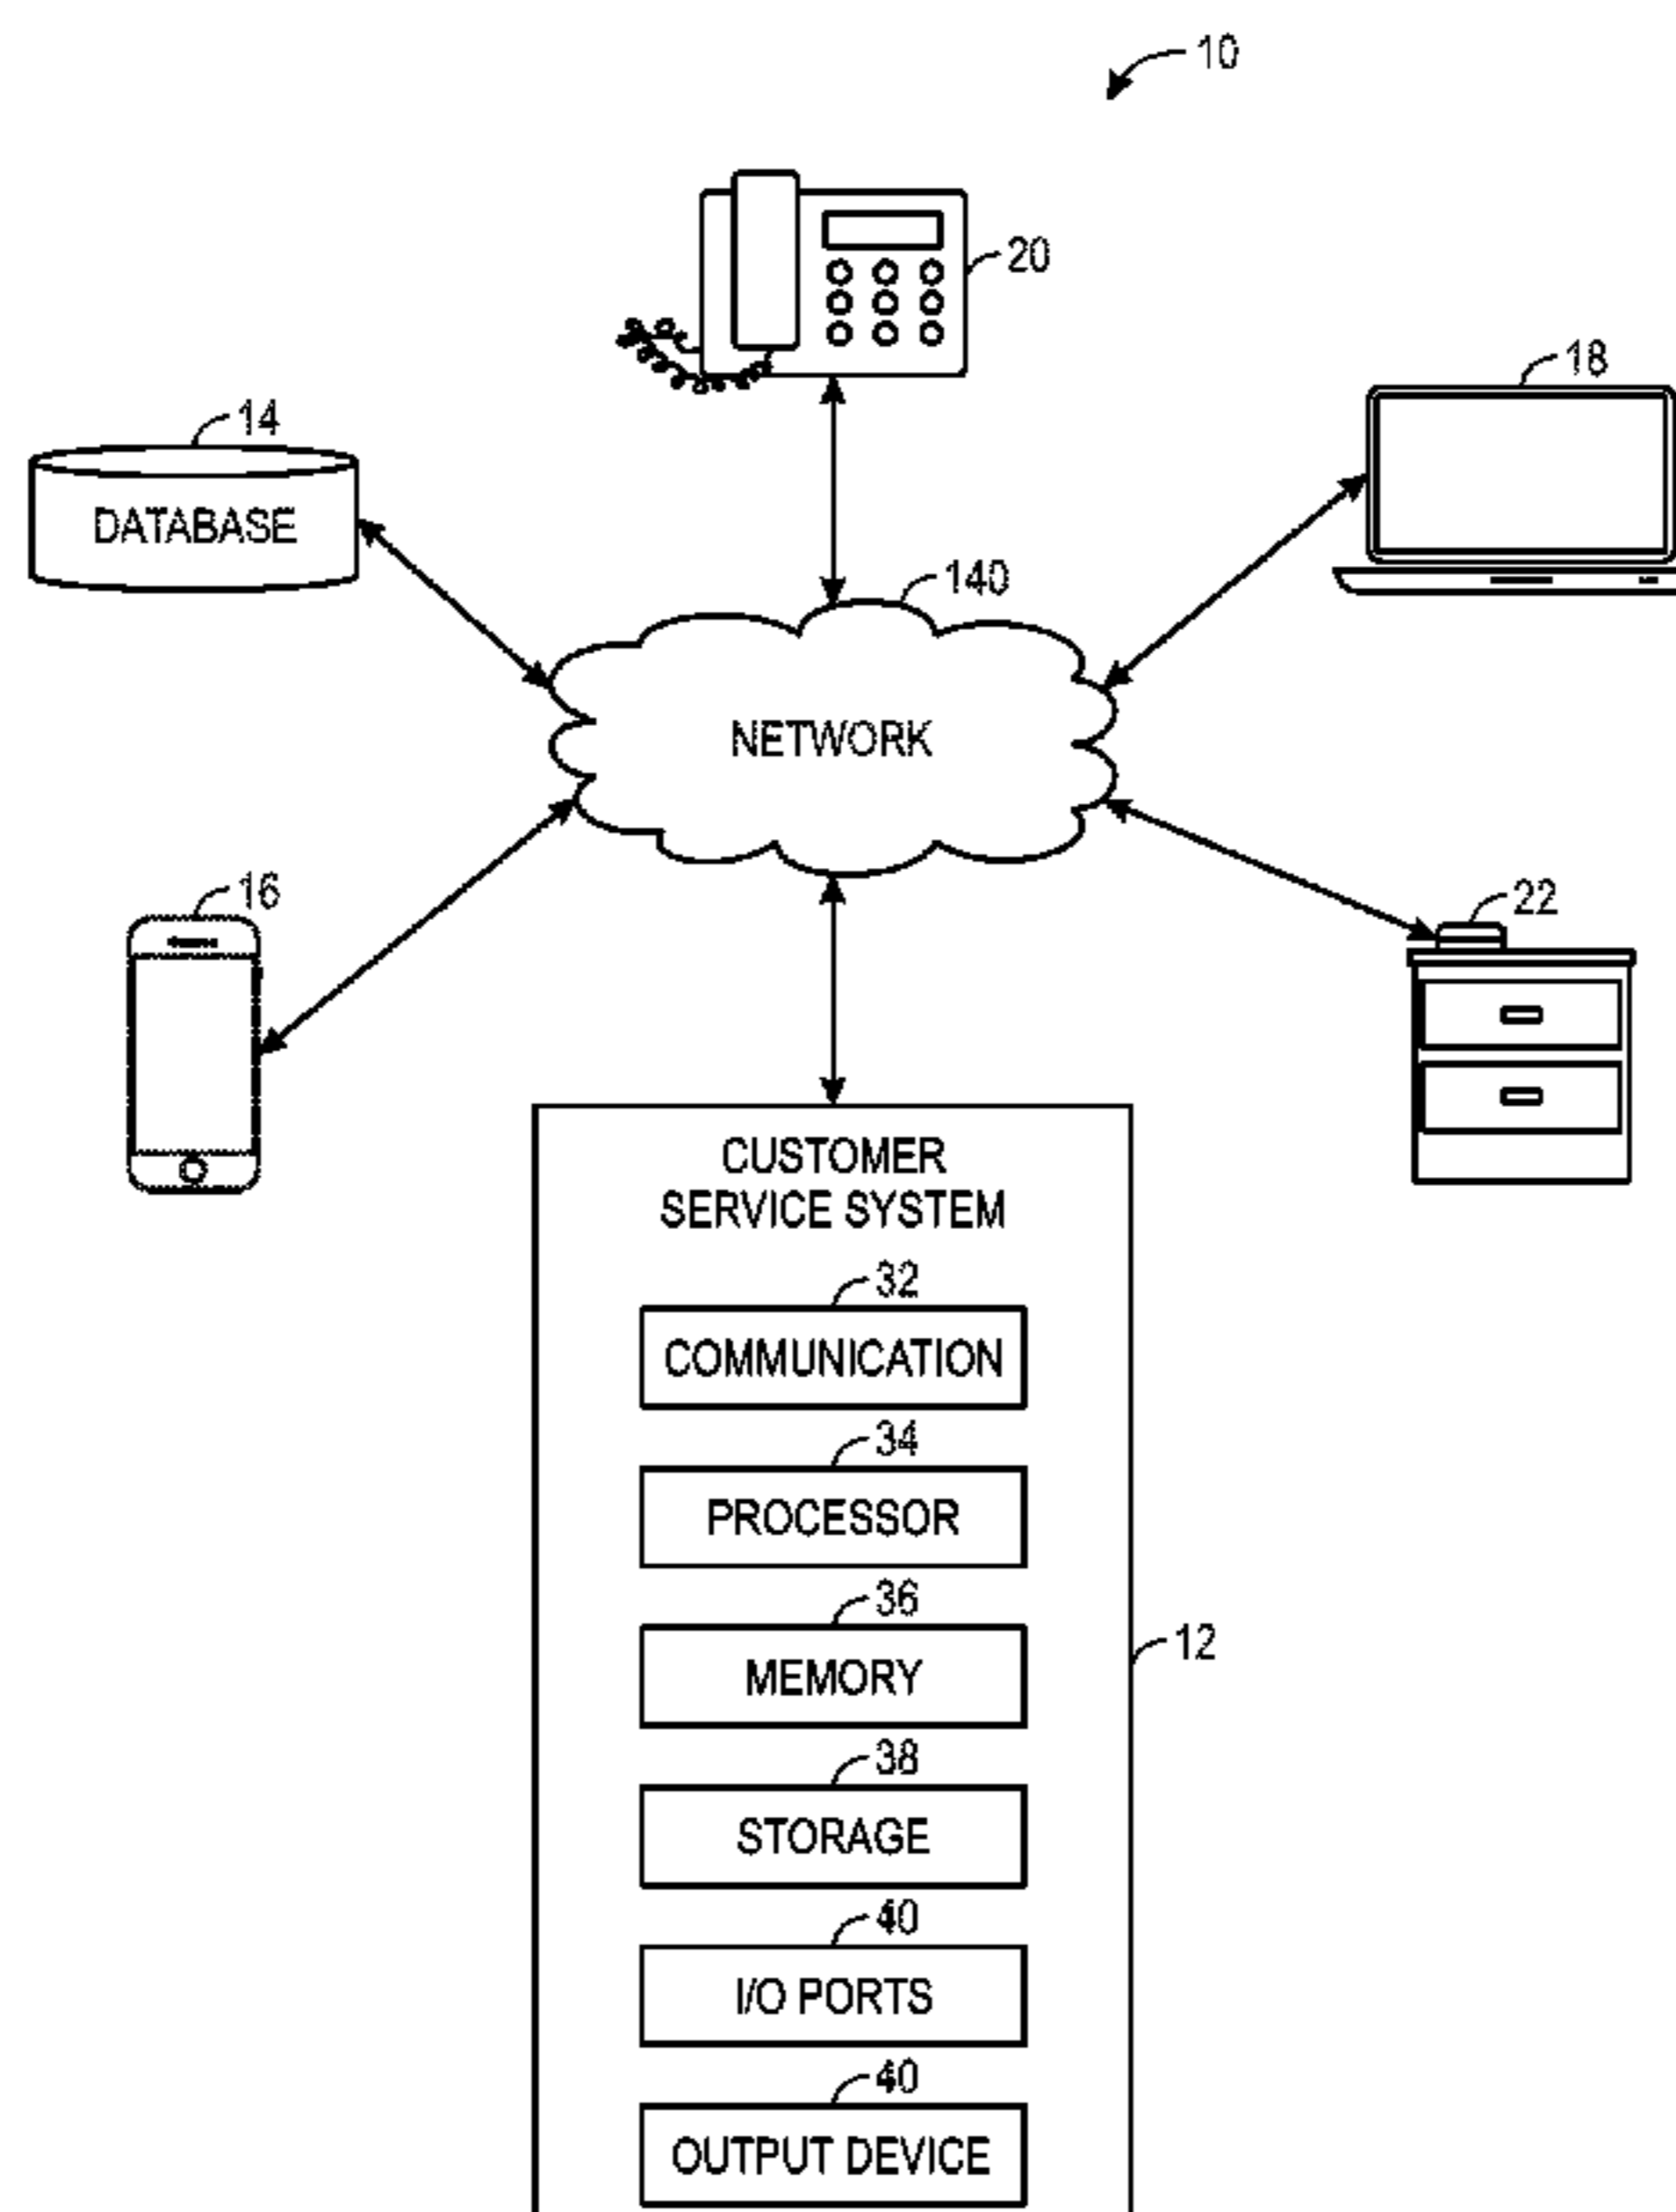 10
20
18
14
DATABASE
140
NETWORK
16
22
CUSTOMER
SERVICE SYSTEM
32
COMMUNICATION
34
PROCESSOR
36
MEMORY
12
38
STORAGE
40
I/O PORTS
40
OUTPUT DEVICE